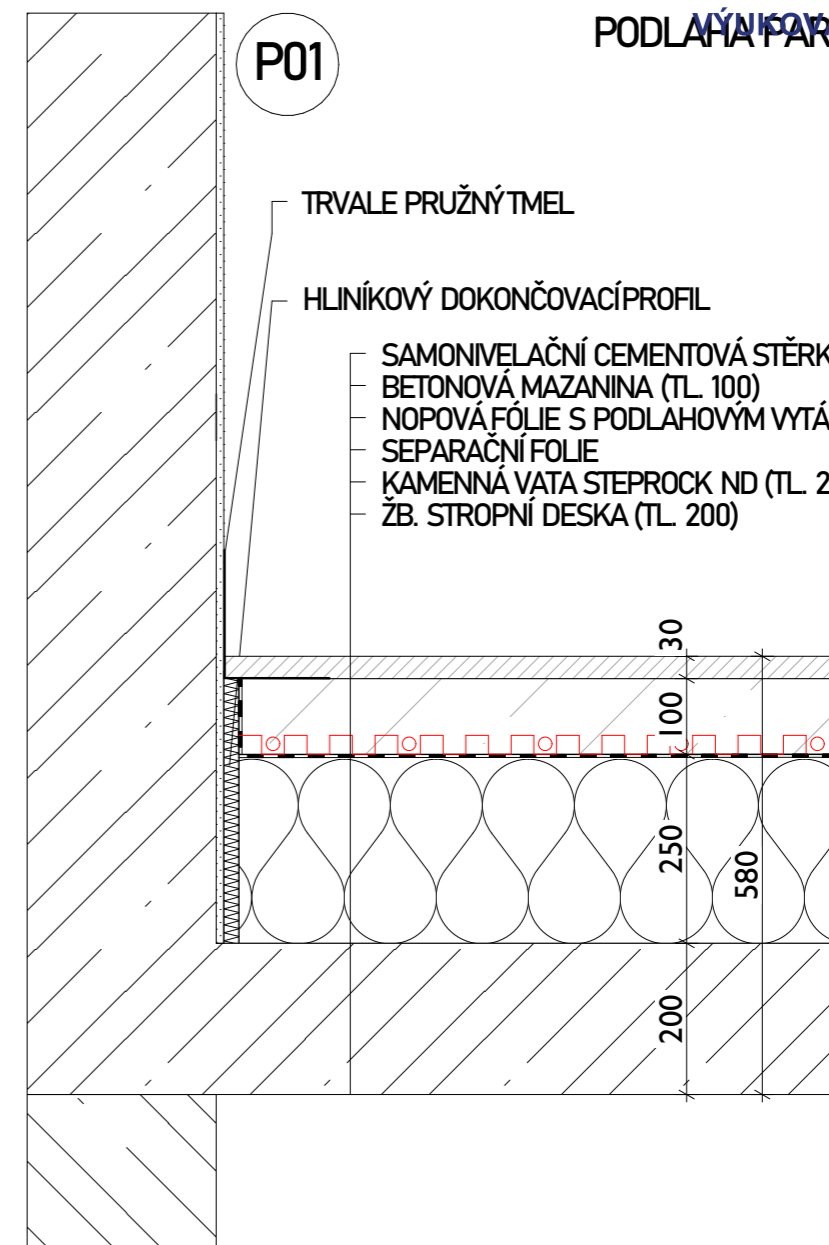 P01
PODLAHA PAR
VÝUKOV
TRVALE PRUŽNÝ TMEL
HLINÍKOVÝ DOKONČOVACÍ PROFIL
SAMONIVELAČNÍ CEMENTOVÁ STĚRK
BETONOVÁ MAZANINA (TL. 100)
NOPOVÁ FÓLIE S PODLAHOVÝM VYTÁ
SEPARAČNÍ FOLIE
KAMENNÁ VATA STEPROCK ND (TL. 2
ŽB. STROPNÍ DESKA (TL. 200)
30
100
250
580
200